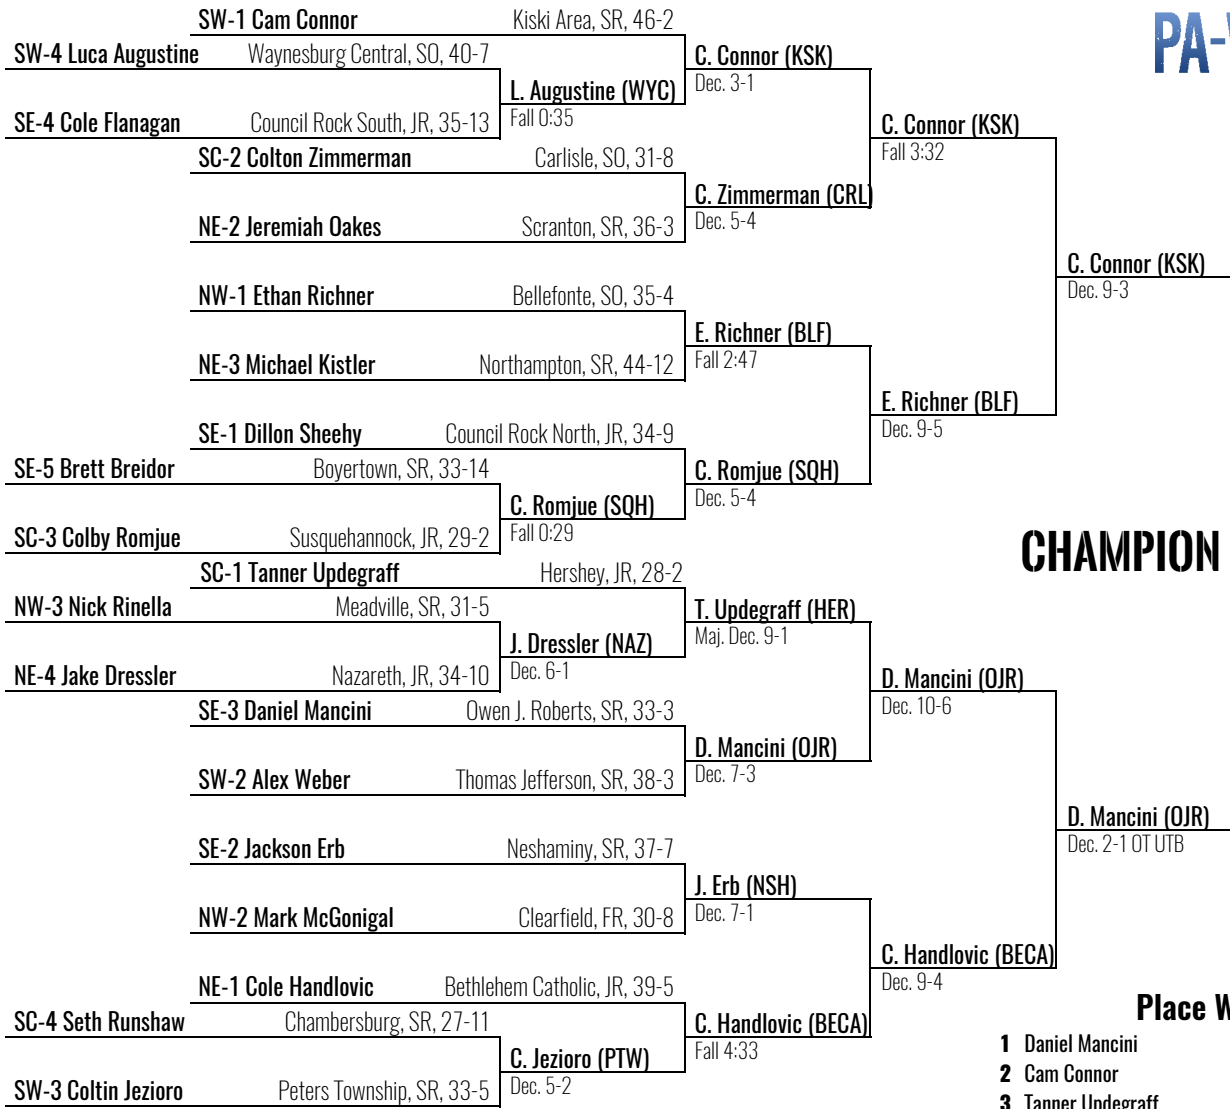 SW-1 Cam Connor Kiski Area, SR, 46-2
PA-
SW-4 Luca Augustine Waynesburg Central, SO, 40-7
C. Connor (KSK)
Dec. 3-1
L. Augustine (WYC)
Fall 0:35
SE-4 Cole Flanagan Council Rock South, JR, 35-13
C. Connor (KSK)
Fall 3:32
SC-2 Colton Zimmerman Carlisle, SO, 31-8
C. Zimmerman (CRL)
Dec. 5-4
NE-2 Jeremiah Oakes Scranton, SR, 36-3
C. Connor (KSK)
Dec. 9-3
NW-1 Ethan Richner Bellefonte, SO, 35-4
E. Richner (BLF)
Fall 2:47
NE-3 Michael Kistler Northampton, SR, 44-12
E. Richner (BLF)
Dec. 9-5
SE-1 Dillon Sheehy Council Rock North, JR, 34-9
SE-5 Brett Breidor Boyertown, SR, 33-14
C. Romjue (SQH)
Dec. 5-4
C. Romjue (SQH)
Fall 0:29
SC-3 Colby Romjue Susquehannock, JR, 29-2
CHAMPION
SC-1 Tanner Updegraff Hershey, JR, 28-2
NW-3 Nick Rinella Meadville, SR, 31-5
T. Updegraff (HER)
Maj. Dec. 9-1
J. Dressler (NAZ)
Dec. 6-1
NE-4 Jake Dressler Nazareth, JR, 34-10
D. Mancini (OJR)
Dec. 10-6
SE-3 Daniel Mancini Owen J. Roberts, SR, 33-3
D. Mancini (OJR)
Dec. 7-3
SW-2 Alex Weber Thomas Jefferson, SR, 38-3
D. Mancini (OJR)
Dec. 2-1 OT UTB
SE-2 Jackson Erb Neshaminy, SR, 37-7
J. Erb (NSH)
Dec. 7-1
NW-2 Mark McGonigal Clearfield, FR, 30-8
C. Handlovic (BECA)
Dec. 9-4
NE-1 Cole Handlovic Bethlehem Catholic, JR, 39-5
SC-4 Seth Runshaw Chambersburg, SR, 27-11
C. Handlovic (BECA)
Fall 4:33
C. Jezioro (PTW)
Dec. 5-2
SW-3 Coltin Jezioro Peters Township, SR, 33-5
Place W
1 Daniel Mancini
2 Cam Connor
3 Tanner Updegraff